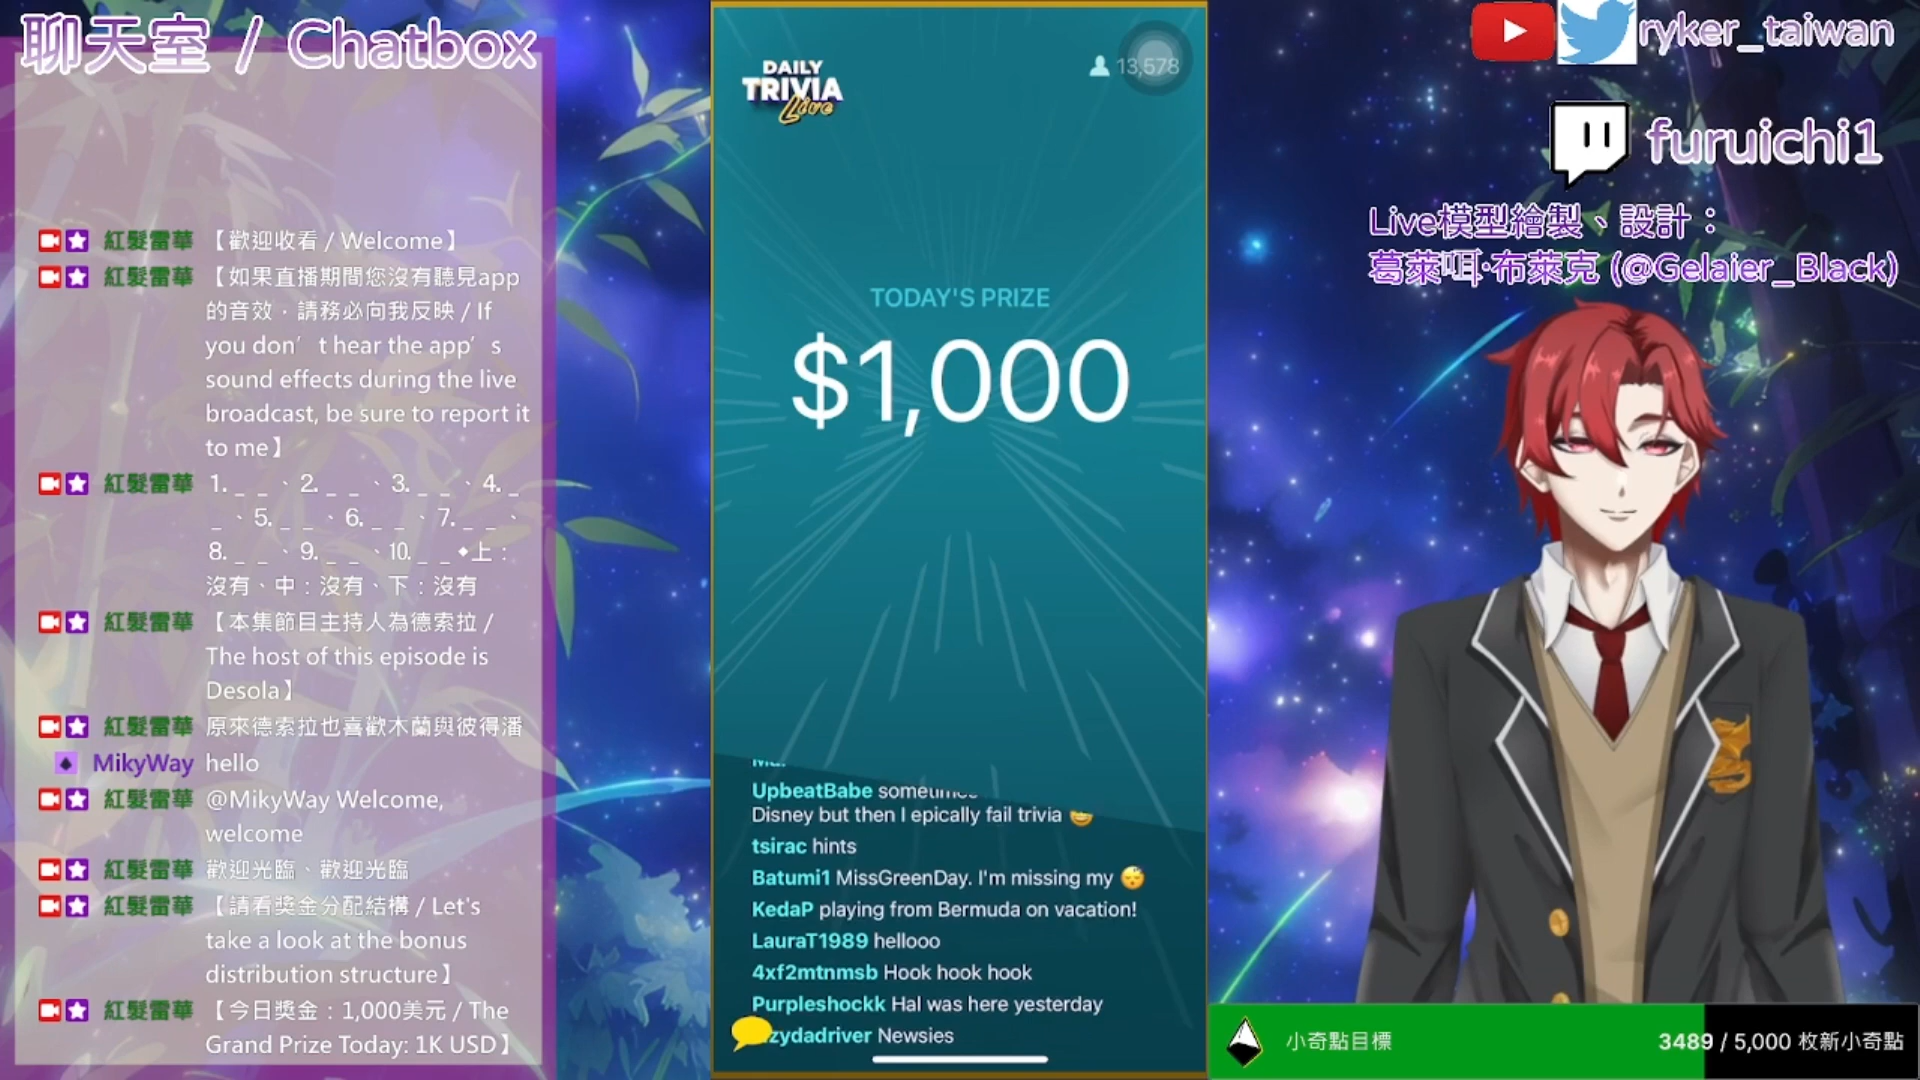 聊天室 / Chatbox
紅髮雷華 【歡迎收看 / Welcome】
紅髮雷華 【如果直播期間您沒有聽見app
的音效，請務必向我反映 / If
you don't hear the app's
sound effects during the live
broadcast, be sure to report it
to me】
紅髮雷華 1. _ _ 、2. _ _ 、3. _ _ 、4. _
_ 、5. _ _ 、6. _ _ 、7. _ _ 、
8. _ _ 、9. _ _ 、10. _ _ ◆上：
沒有、中：沒有、下：沒有
紅髮雷華 【本集節目主持人為德索拉 /
The host of this episode is
Desola】
紅髮雷華 原來德索拉也喜歡木蘭與彼得潘
MikyWay hello
紅髮雷華 @MikyWay Welcome,
welcome
紅髮雷華 歡迎光臨、歡迎光臨
紅髮雷華 【請看獎金分配結構 / Let's
take a look at the bonus
distribution structure】
紅髮雷華 【今日獎金：1,000美元 / The
Grand Prize Today: 1K USD】
DAILY
TRIVIA
Live
13,578
TODAY'S PRIZE
$1,000
UpbeatBabe sometimes
Disney but then I epically fail trivia 🤠
tsirac hints
Batumi1 MissGreenDay. I'm missing my 😴
KedaP playing from Bermuda on vacation!
LauraT1989 hellooo
4xf2mtnmsb Hook hook hook
Purpleshockk Hal was here yesterday
zydadriver Newsies
ryker_taiwan
furuichi1
Live模型繪製、設計：
葛萊咡·布萊克 (@Gelaier_Black)
小奇點目標 3489 / 5,000 枚新小奇點